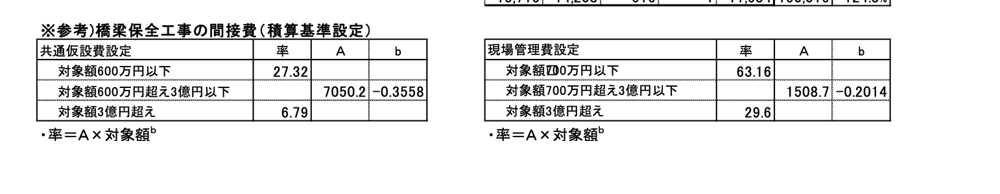 ※参考)橋梁保全工事の間接費(積算基準設定)
共通仮設費設定 率 A b
対象額600万円以下 27.32
対象額600万円超え3億円以下 7050.2 -0.3558
対象額3億円超え 6.79
・率=A×対象額b
現場管理費設定 率 A b
対象額700万円以下 63.16
対象額700万円超え3億円以下 1508.7 -0.2014
対象額3億円超え 29.6
・率=A×対象額b